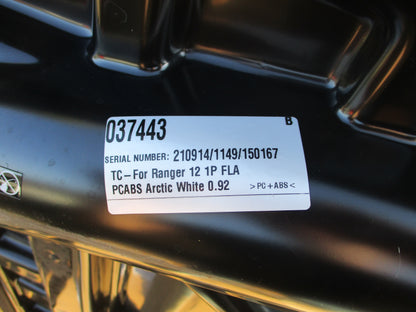 037443
B
SERIAL NUMBER: 210914/1149/150167
TC-For Ranger 12 1P FLA
PCABS Arctic White 0.92 >PC+ABS<